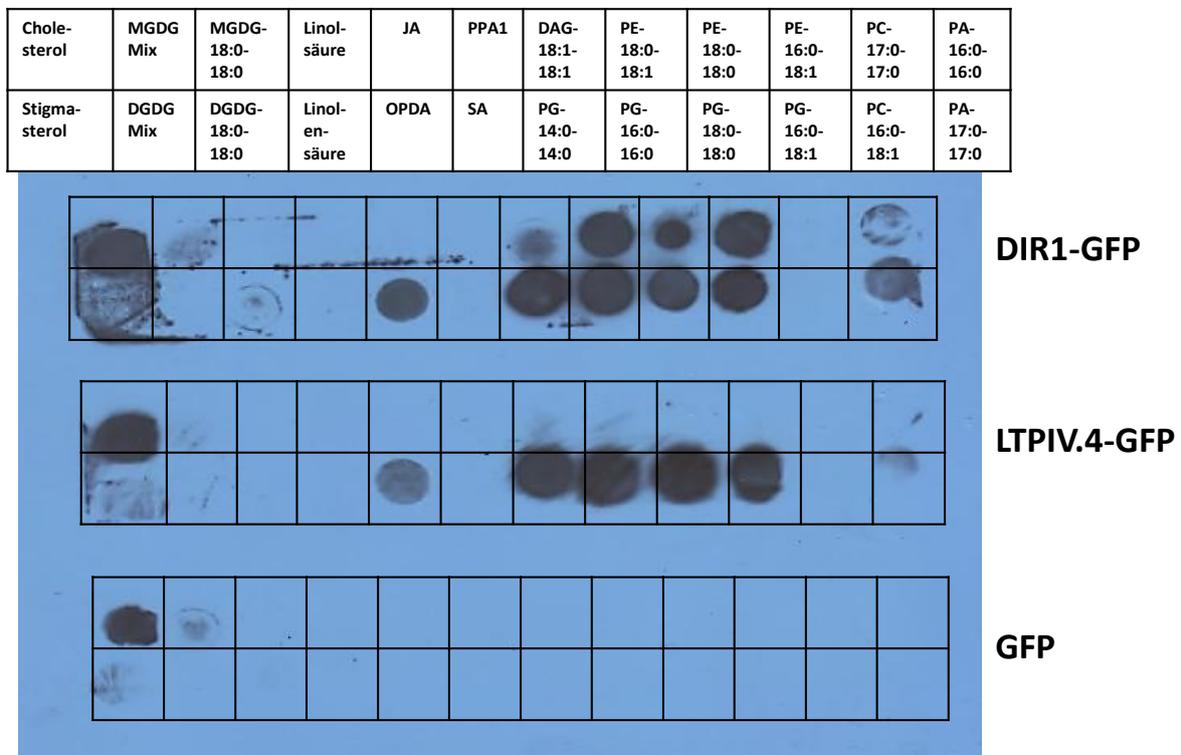 Chole-
sterol
MGDG
Mix
MGDG-
18:0-
18:0
Linol-
säure
JA
PPA1
DAG-
18:1-
18:1
PE-
18:0-
18:1
PE-
18:0-
18:0
PE-
16:0-
18:1
PC-
17:0-
17:0
PA-
16:0-
16:0
Stigma-
sterol
DGDG
Mix
DGDG-
18:0-
18:0
Linol-
en-
säure
OPDA
SA
PG-
14:0-
14:0
PG-
16:0-
16:0
PG-
18:0-
18:0
PG-
16:0-
18:1
PC-
16:0-
18:1
PA-
17:0-
17:0
DIR1-GFP
LTPIV.4-GFP
GFP